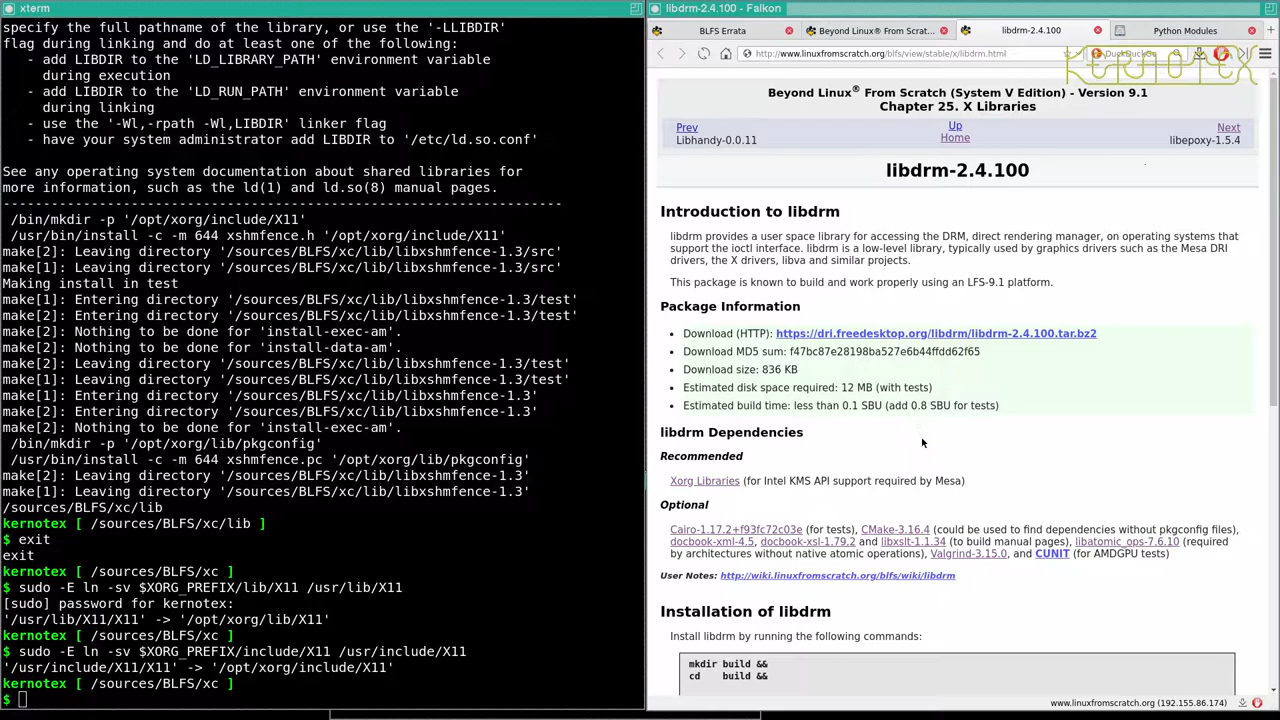 xterm
specify the full pathname of the library, or use the '-LLIBDIR'
flag during linking and do at least one of the following:
- add LIBDIR to the 'LD_LIBRARY_PATH' environment variable
during execution
- add LIBDIR to the 'LD_RUN_PATH' environment variable
during linking
- use the '-Wl,-rpath -Wl,LIBDIR' linker flag
- have your system administrator add LIBDIR to '/etc/ld.so.conf'
See any operating system documentation about shared libraries for
more information, such as the ld(1) and ld.so(8) manual pages.
----------------------------------------------------------------------
/bin/mkdir -p '/opt/xorg/include/X11'
/usr/bin/install -c -m 644 xshmfence.h '/opt/xorg/include/X11'
make[2]: Leaving directory '/sources/BLFS/xc/lib/libxshmfence-1.3/src'
make[1]: Leaving directory '/sources/BLFS/xc/lib/libxshmfence-1.3/src'
Making install in test
make[1]: Entering directory '/sources/BLFS/xc/lib/libxshmfence-1.3/test'
make[2]: Entering directory '/sources/BLFS/xc/lib/libxshmfence-1.3/test'
make[2]: Nothing to be done for 'install-exec-am'.
make[2]: Nothing to be done for 'install-data-am'.
make[2]: Leaving directory '/sources/BLFS/xc/lib/libxshmfence-1.3/test'
make[1]: Leaving directory '/sources/BLFS/xc/lib/libxshmfence-1.3/test'
make[1]: Entering directory '/sources/BLFS/xc/lib/libxshmfence-1.3'
make[2]: Entering directory '/sources/BLFS/xc/lib/libxshmfence-1.3'
make[2]: Nothing to be done for 'install-exec-am'.
/bin/mkdir -p '/opt/xorg/lib/pkgconfig'
/usr/bin/install -c -m 644 xshmfence.pc '/opt/xorg/lib/pkgconfig'
make[2]: Leaving directory '/sources/BLFS/xc/lib/libxshmfence-1.3'
make[1]: Leaving directory '/sources/BLFS/xc/lib/libxshmfence-1.3'
/sources/BLFS/xc/lib
kernotex [ /sources/BLFS/xc/lib ]
$ exit
exit
kernotex [ /sources/BLFS/xc ]
$ sudo -E ln -sv $XORG_PREFIX/lib/X11 /usr/lib/X11
[sudo] password for kernotex:
'/usr/lib/X11/X11' -> '/opt/xorg/lib/X11'
kernotex [ /sources/BLFS/xc ]
$ sudo -E ln -sv $XORG_PREFIX/include/X11 /usr/include/X11
'/usr/include/X11/X11' -> '/opt/xorg/include/X11'
kernotex [ /sources/BLFS/xc ]
$
libdrm-2.4.100 - Falkon
BLFS Errata
Beyond Linux® From Scrat...
libdrm-2.4.100
Python Modules
http://www.linuxfromscratch.org/blfs/view/stable/x/libdrm.html
DuckDuckGo
KERNOTEX
Beyond Linux® From Scratch (System V Edition) - Version 9.1
Chapter 25. X Libraries
Prev Up Next
Libhandy-0.0.11 Home libepoxy-1.5.4
libdrm-2.4.100
Introduction to libdrm
libdrm provides a user space library for accessing the DRM, direct rendering manager, on operating systems that
support the ioctl interface. libdrm is a low-level library, typically used by graphics drivers such as the Mesa DRI
drivers, the X drivers, libva and similar projects.
This package is known to build and work properly using an LFS-9.1 platform.
Package Information
• Download (HTTP): https://dri.freedesktop.org/libdrm/libdrm-2.4.100.tar.bz2
• Download MD5 sum: f47bc87e28198ba527e6b44ffdd62f65
• Download size: 836 KB
• Estimated disk space required: 12 MB (with tests)
• Estimated build time: less than 0.1 SBU (add 0.8 SBU for tests)
libdrm Dependencies
Recommended
Xorg Libraries (for Intel KMS API support required by Mesa)
Optional
Cairo-1.17.2+f93fc72c03e (for tests), CMake-3.16.4 (could be used to find dependencies without pkgconfig files),
docbook-xml-4.5, docbook-xsl-1.79.2 and libxslt-1.1.34 (to build manual pages), libatomic_ops-7.6.10 (required
by architectures without native atomic operations), Valgrind-3.15.0, and CUNIT (for AMDGPU tests)
User Notes: http://wiki.linuxfromscratch.org/blfs/wiki/libdrm
Installation of libdrm
Install libdrm by running the following commands:
mkdir build &&
cd build &&
www.linuxfromscratch.org (192.155.86.174)